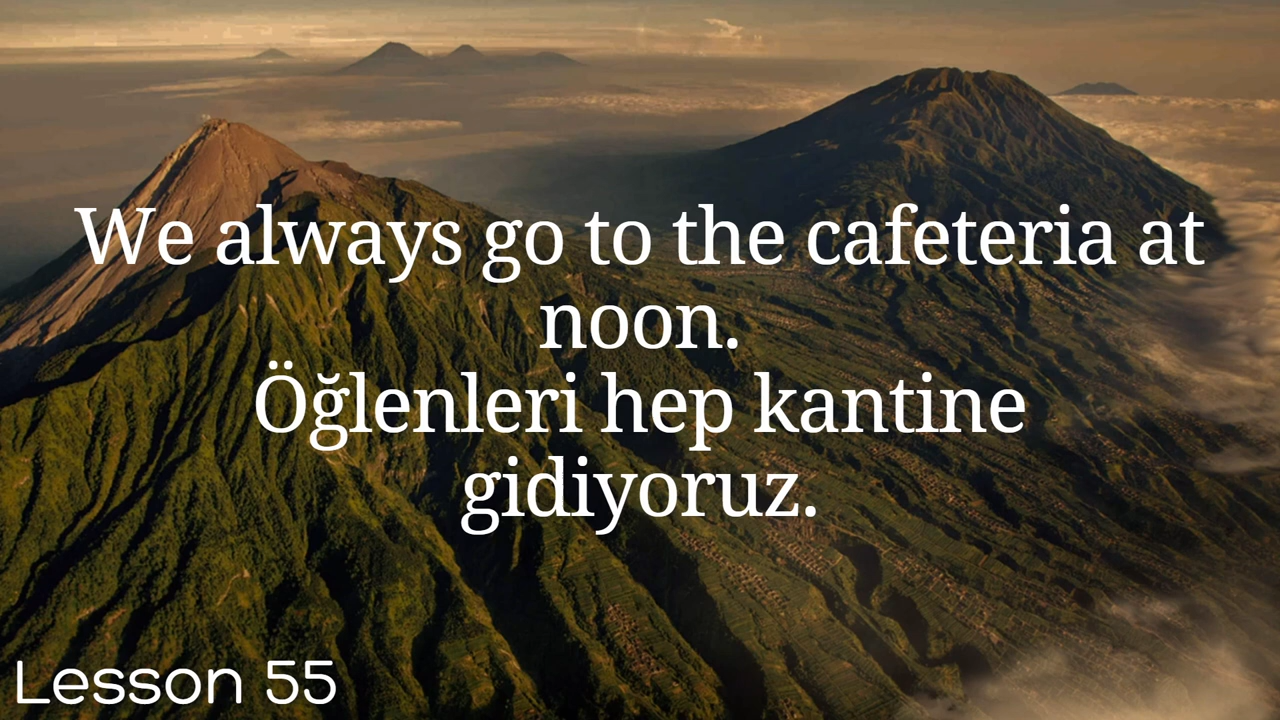 We always go to the cafeteria at
noon.
Öğlenleri hep kantine
gidiyoruz.
Lesson 55